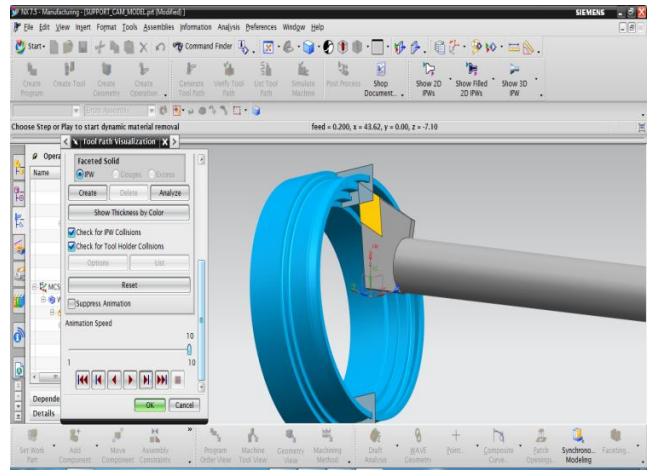 NX 7.5 - Manufacturing - [SUPPORT_CAM_MODEL.prt (Modified) ]
SIEMENS
File Edit View Insert Format Tools Assemblies Information Analysis Preferences Window Help
Start Command Finder
Create Program
Create Tool
Create Geometry
Create Operation
Generate Tool Path
Verify Tool Path
List Tool Path
Simulate Machine
Post Process
Shop Document..
Show 2D IPWs
Show Filled 2D IPWs
Show 3D IPW
Entire Assembly
Choose Step or Play to start dynamic material removal
feed = 0.200, x = 43.62, y = 0.00, z = -7.10
Tool Path Visualization
Opera
Name
MCS
Depende
Details
Faceted Solid
IPW Gouges Excess
Create Delete Analyze
Show Thickness by Color
Check for IPW Collisions
Check for Tool Holder Collisions
Options List
Reset
Suppress Animation
Animation Speed
10
1 10
OK Cancel
Set Work Part
Add Component
Move Component
Assembly Constraints
Program Order View
Machine Tool View
Geometry View
Machining Method
Draft Analysis
WAVE Geometry
Point...
Composite Curve..
Patch Openings..
Synchrono... Modeling
Faceting...